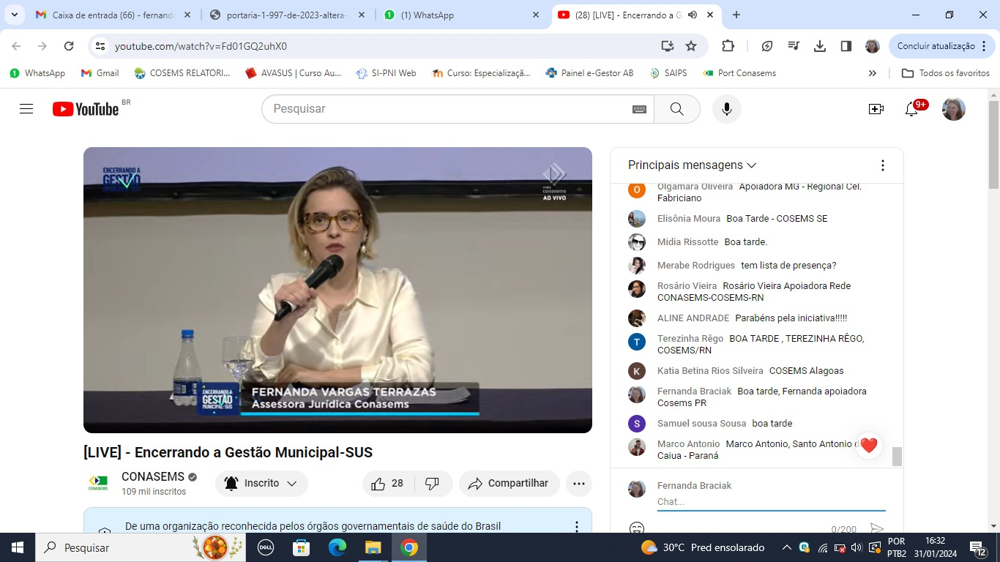 Caixa de entrada (66) - fernand
portaria-1-997-de-2023-altera-
(1) WhatsApp
(28) [LIVE] - Encerrando a G
youtube.com/watch?v=Fd01GQ2uhX0
Concluir atualização
WhatsApp
Gmail
COSEMS RELATORI...
AVASUS | Curso Au...
SI-PNI Web
Curso: Especializaçã...
Painel e-Gestor AB
SAIPS
Port Conasems
Todos os favoritos
YouTube BR
Pesquisar
9+
ENCERRANDO A
GESTÃO
MUNICIPAL-SUS
CONASEMS
AO VIVO
ENCERRANDO A
GESTÃO
MUNICIPAL-SUS
FERNANDA VARGAS TERRAZAS
Assessora Jurídica Conasems
[LIVE] - Encerrando a Gestão Municipal-SUS
CONASEMS
CONASEMS
109 mil inscritos
Inscrito
28
Compartilhar
De uma organização reconhecida pelos órgãos governamentais de saúde do Brasil
Principais mensagens
O
Olgamara Oliveira Apoiadora MG - Regional Cel.
Fabriciano
Elisônia Moura Boa Tarde - COSEMS SE
Midia Rissotte Boa tarde.
Merabe Rodrigues tem lista de presença?
Rosário Vieira Rosário Vieira Apoiadora Rede
CONASEMS-COSEMS-RN
ALINE ANDRADE Parabéns pela iniciativa!!!!!
T
Terezinha Rêgo BOA TARDE , TEREZINHA RÊGO,
COSEMS/RN
K
Katia Betina Rios Silveira COSEMS Alagoas
Fernanda Braciak Boa tarde, Fernanda apoiadora
Cosems PR
S
Samuel sousa Sousa boa tarde
Marco Antonio Marco Antonio, Santo Antonio d
Caiua - Paraná
Fernanda Braciak
Chat...
0/200
Pesquisar
DELL
30°C Pred ensolarado
POR
PTB2
16:32
31/01/2024
12